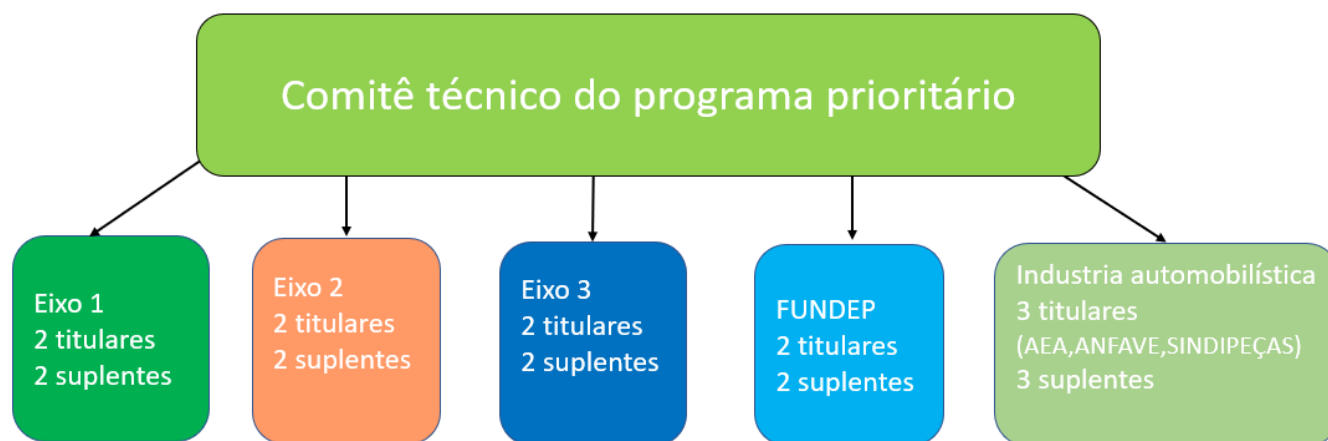 Comitê técnico do programa prioritário
Eixo 1
2 titulares
2 suplentes
Eixo 2
2 titulares
2 suplentes
Eixo 3
2 titulares
2 suplentes
FUNDEP
2 titulares
2 suplentes
Industria automobilística
3 titulares
(AEA,ANFAVE,SINDIPEÇAS)
3 suplentes